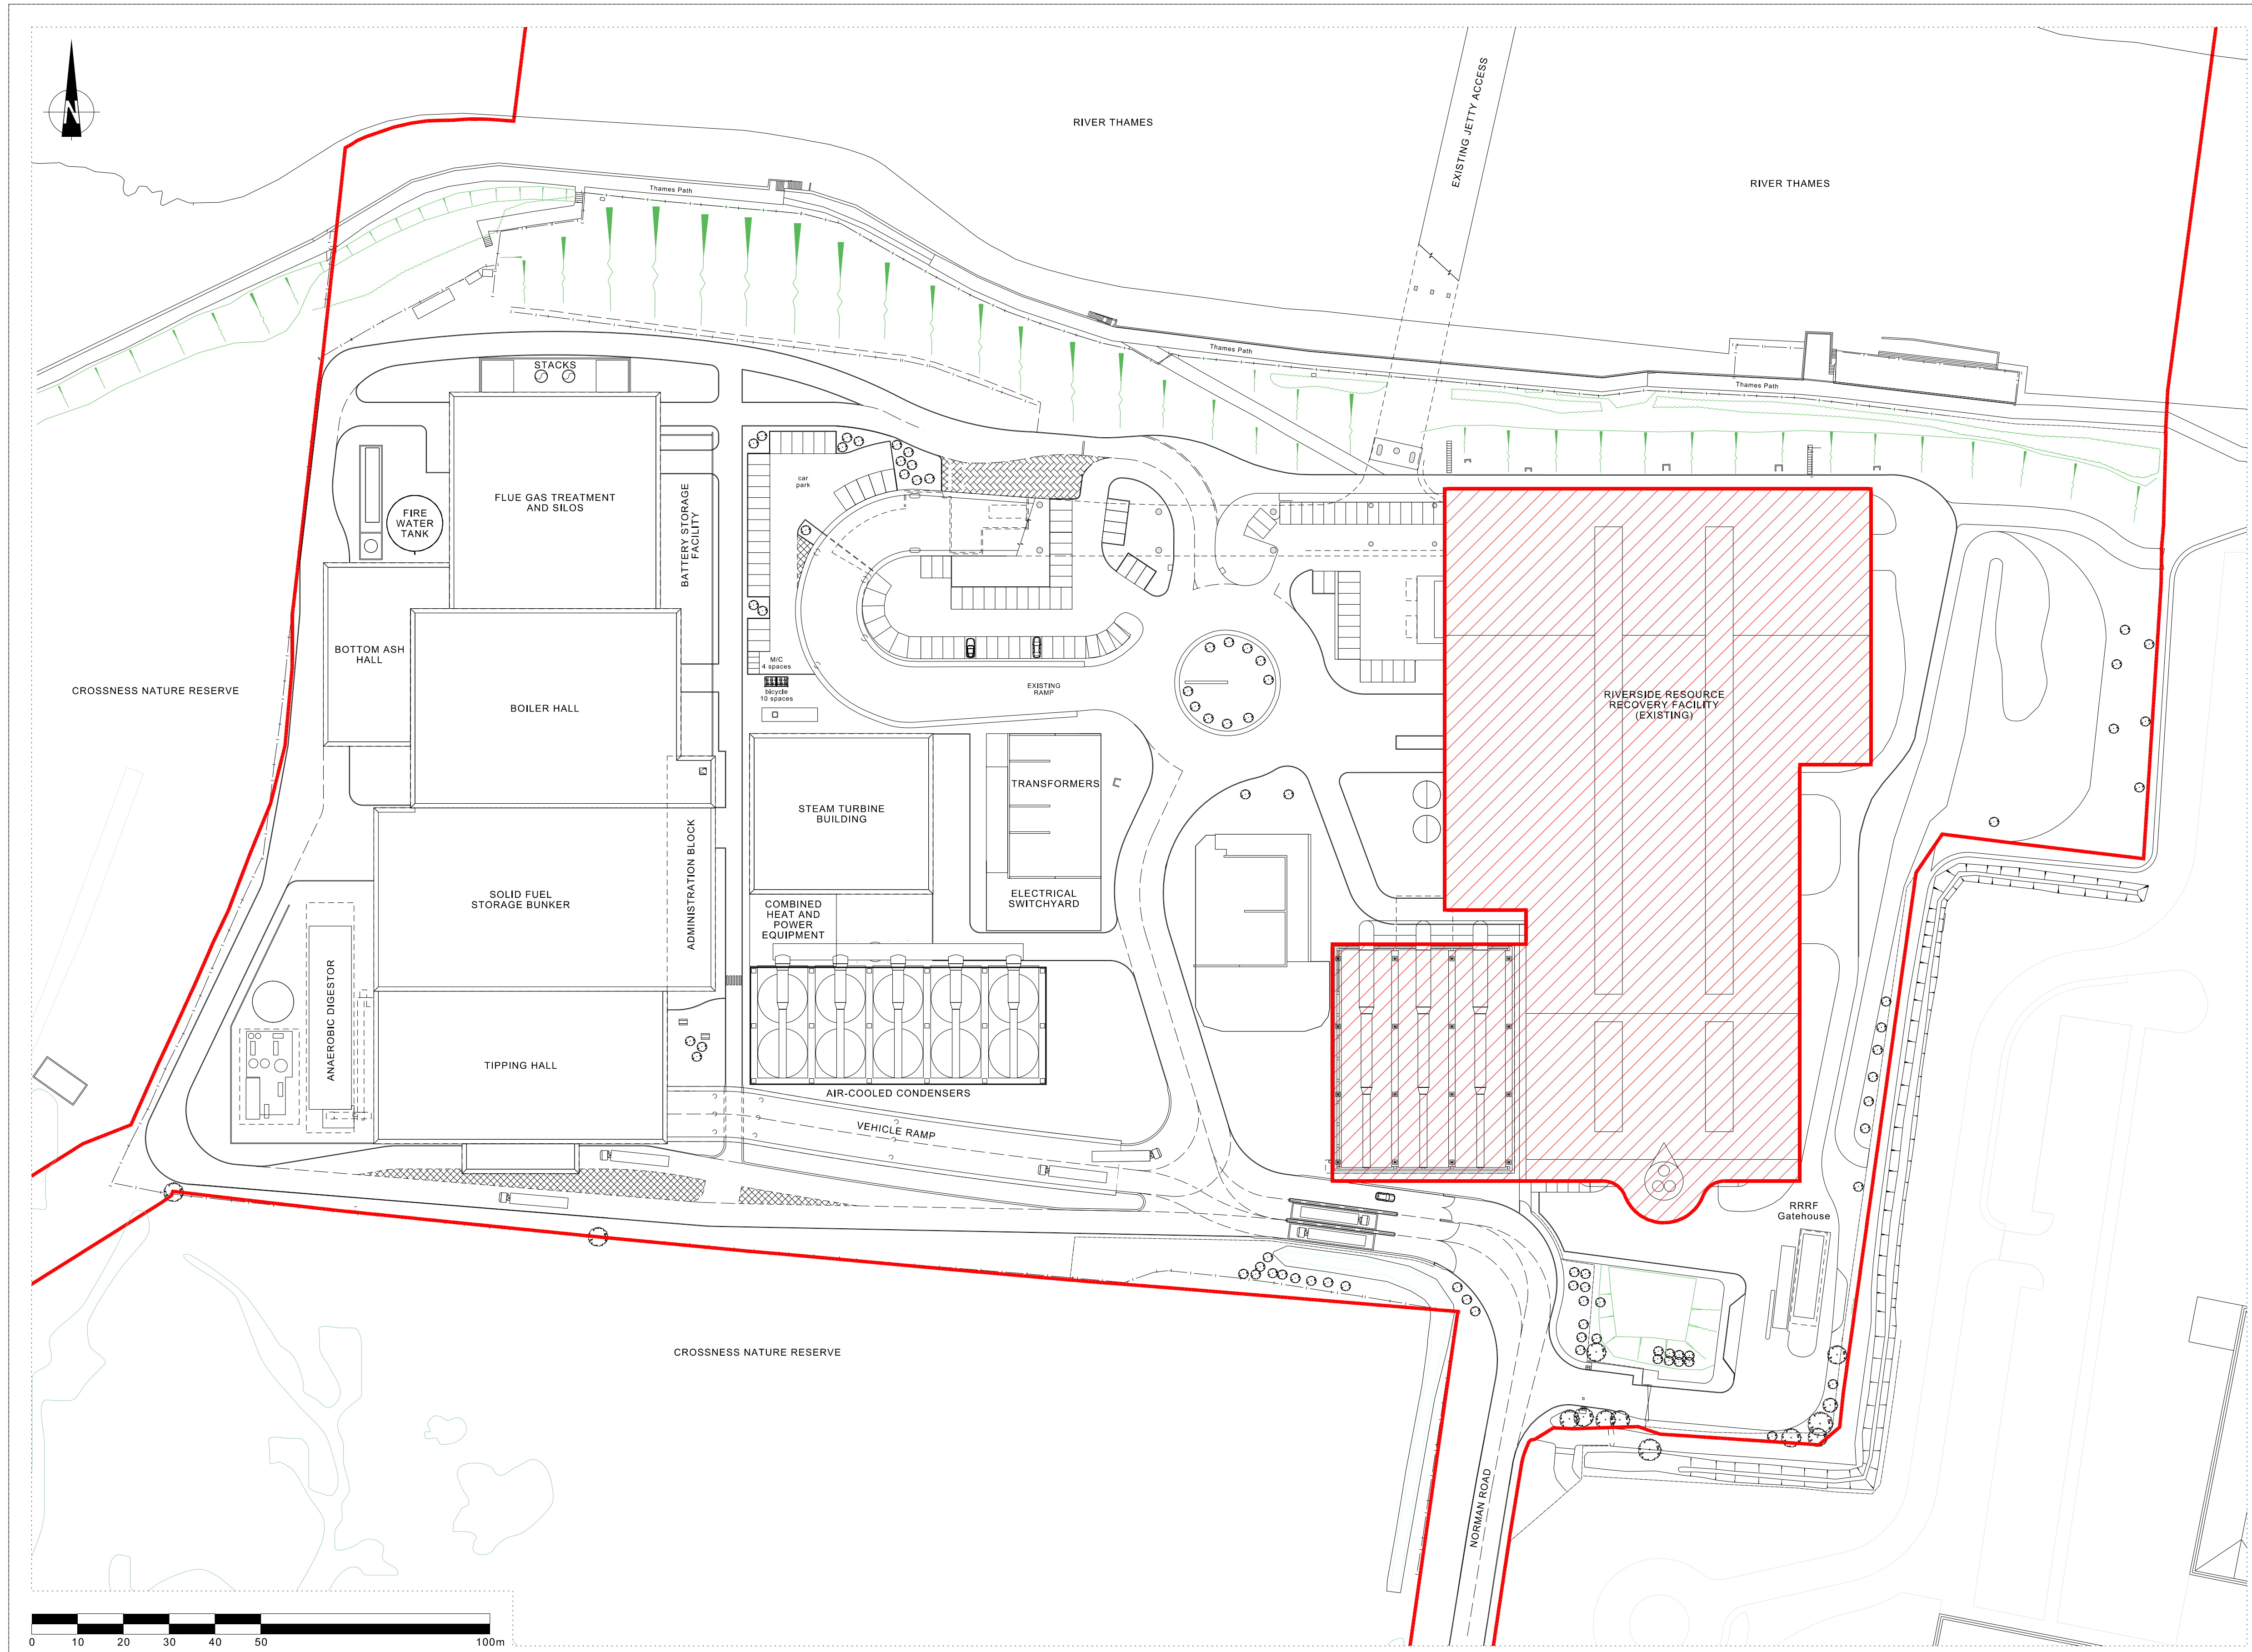 N
RIVER THAMES
EXISTING JETTY ACCESS
RIVER THAMES
Thames Path
Thames Path
Thames Path
STACKS
FLUE GAS TREATMENT
AND SILOS
FIRE
WATER
TANK
BATTERY STORAGE
FACILITY
car
park
BOTTOM ASH
HALL
BOILER HALL
M/C
4 spaces
bicycle
10 spaces
EXISTING
RAMP
CROSSNESS NATURE RESERVE
RIVERSIDE RESOURCE
RECOVERY FACILITY
(EXISTING)
STEAM TURBINE
BUILDING
TRANSFORMERS
SOLID FUEL
STORAGE BUNKER
ADMINISTRATION BLOCK
COMBINED
HEAT AND
POWER
EQUIPMENT
ELECTRICAL
SWITCHYARD
ANAEROBIC DIGESTOR
TIPPING HALL
AIR-COOLED CONDENSERS
VEHICLE RAMP
RRRF
Gatehouse
CROSSNESS NATURE RESERVE
NORMAN ROAD
0 10 20 30 40 50 100m